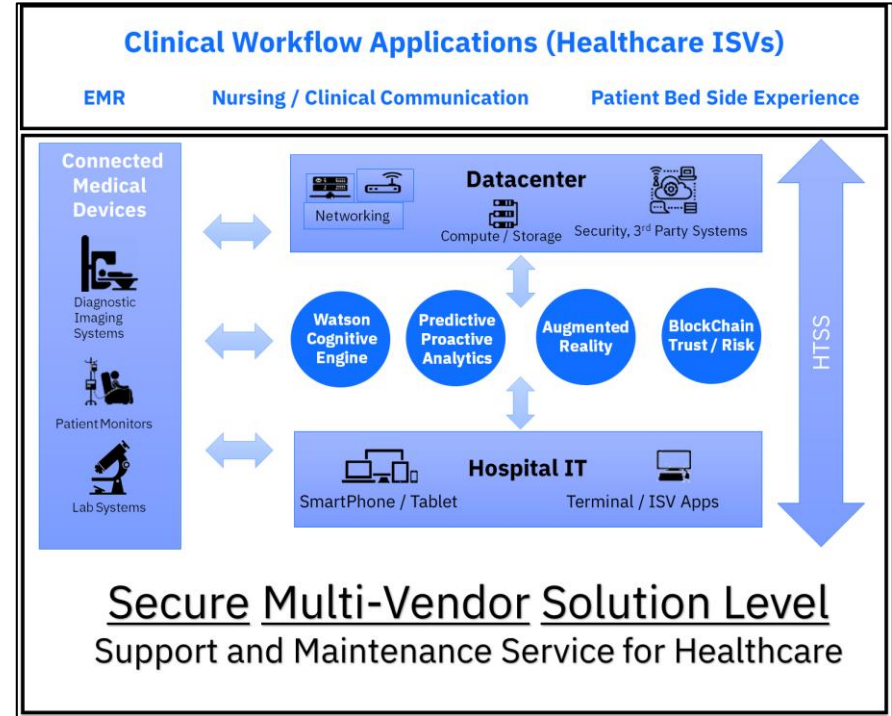 Clinical Workflow Applications (Healthcare ISVs)
EMR
Nursing / Clinical Communication
Patient Bed Side Experience
Connected
Medical
Devices
Diagnostic
Imaging
Systems
Patient Monitors
Lab Systems
Datacenter
Networking
Compute / Storage
Security, 3rd Party Systems
Watson
Cognitive
Engine
Predictive
Proactive
Analytics
Augmented
Reality
BlockChain
Trust / Risk
Hospital IT
SmartPhone / Tablet
Terminal / ISV Apps
HTSS
Secure Multi-Vendor Solution Level
Support and Maintenance Service for Healthcare